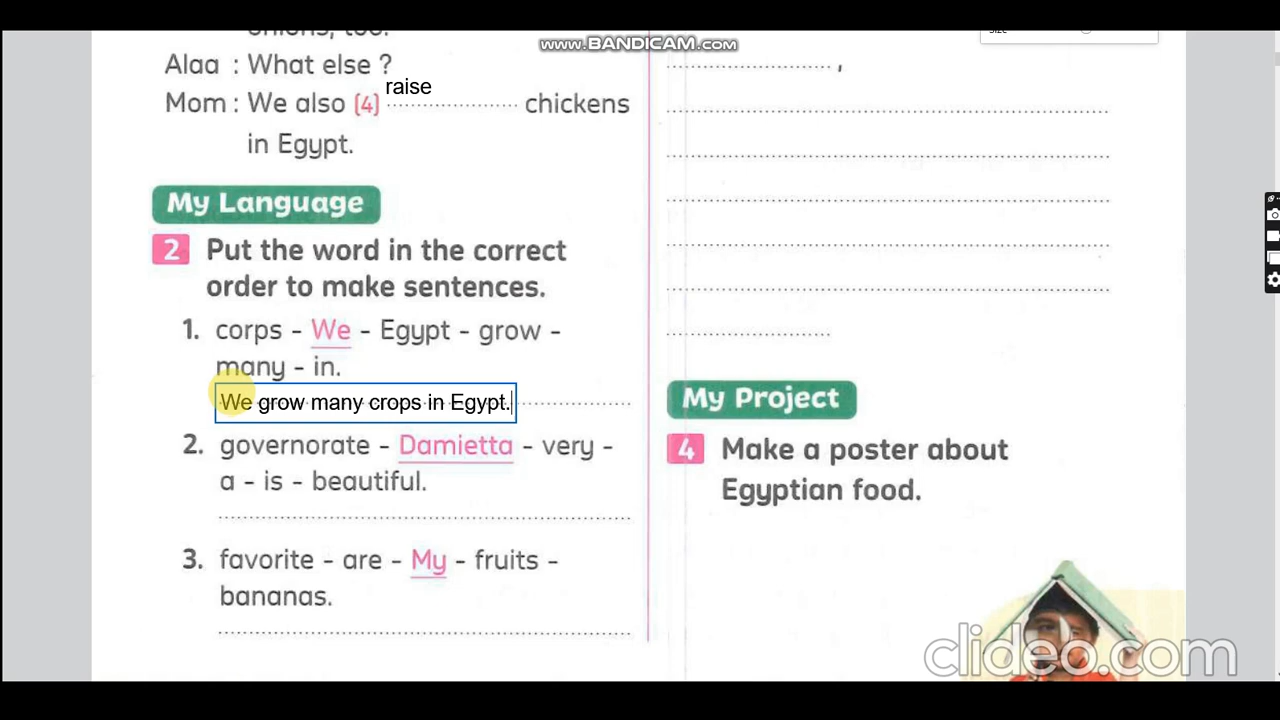 onions, too.
www.BANDICAM.com
Alaa : What else ?
raise
Mom : We also (4) chickens
in Egypt.
My Language
2 Put the word in the correct
order to make sentences.
1. corps - We - Egypt - grow -
many - in.
We grow many crops in Egypt.
2. governorate - Damietta - very -
a - is - beautiful.
3. favorite - are - My - fruits -
bananas.
,
My Project
4 Make a poster about
Egyptian food.
clideo.com